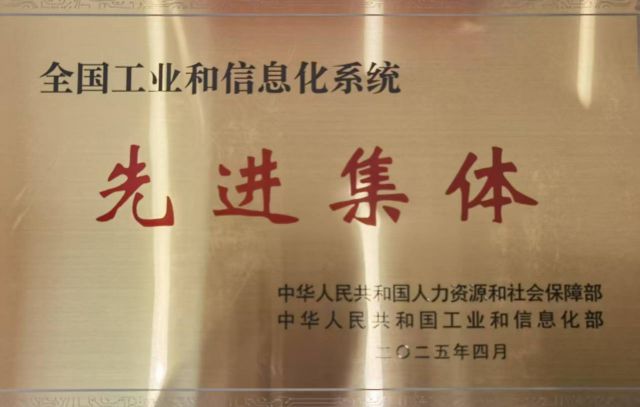 全国工业和信息化系统
先进集体
中华人民共和国人力资源和社会保障部
中华人民共和国工业和信息化部
二〇二五年四月